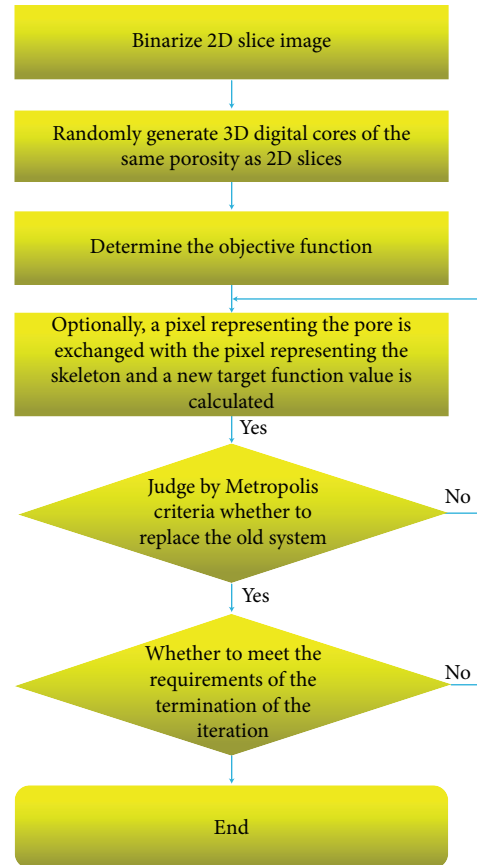 Binarize 2D slice image
Randomly generate 3D digital cores of the
same porosity as 2D slices
Determine the objective function
Optionally, a pixel representing the pore is
exchanged with the pixel representing the
skeleton and a new target function value is
calculated
Yes
Judge by Metropolis
criteria whether to
replace the old system
No
Yes
Whether to meet the
requirements of the
termination of the
iteration
No
End